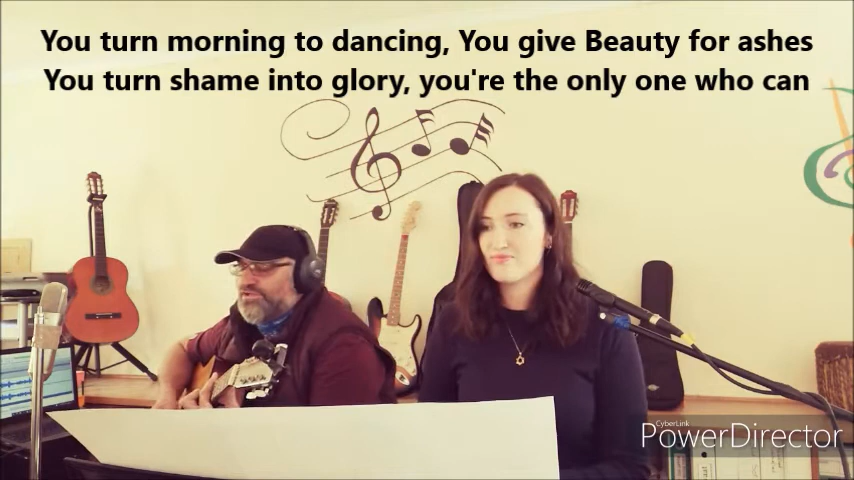 You turn morning to dancing, You give Beauty for ashes
You turn shame into glory, you're the only one who can
CyberLink
PowerDirector